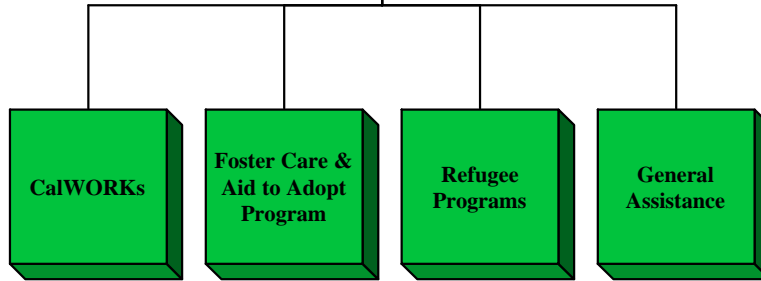 CalWORKs
Foster Care &
Aid to Adopt
Program
Refugee
Programs
General
Assistance